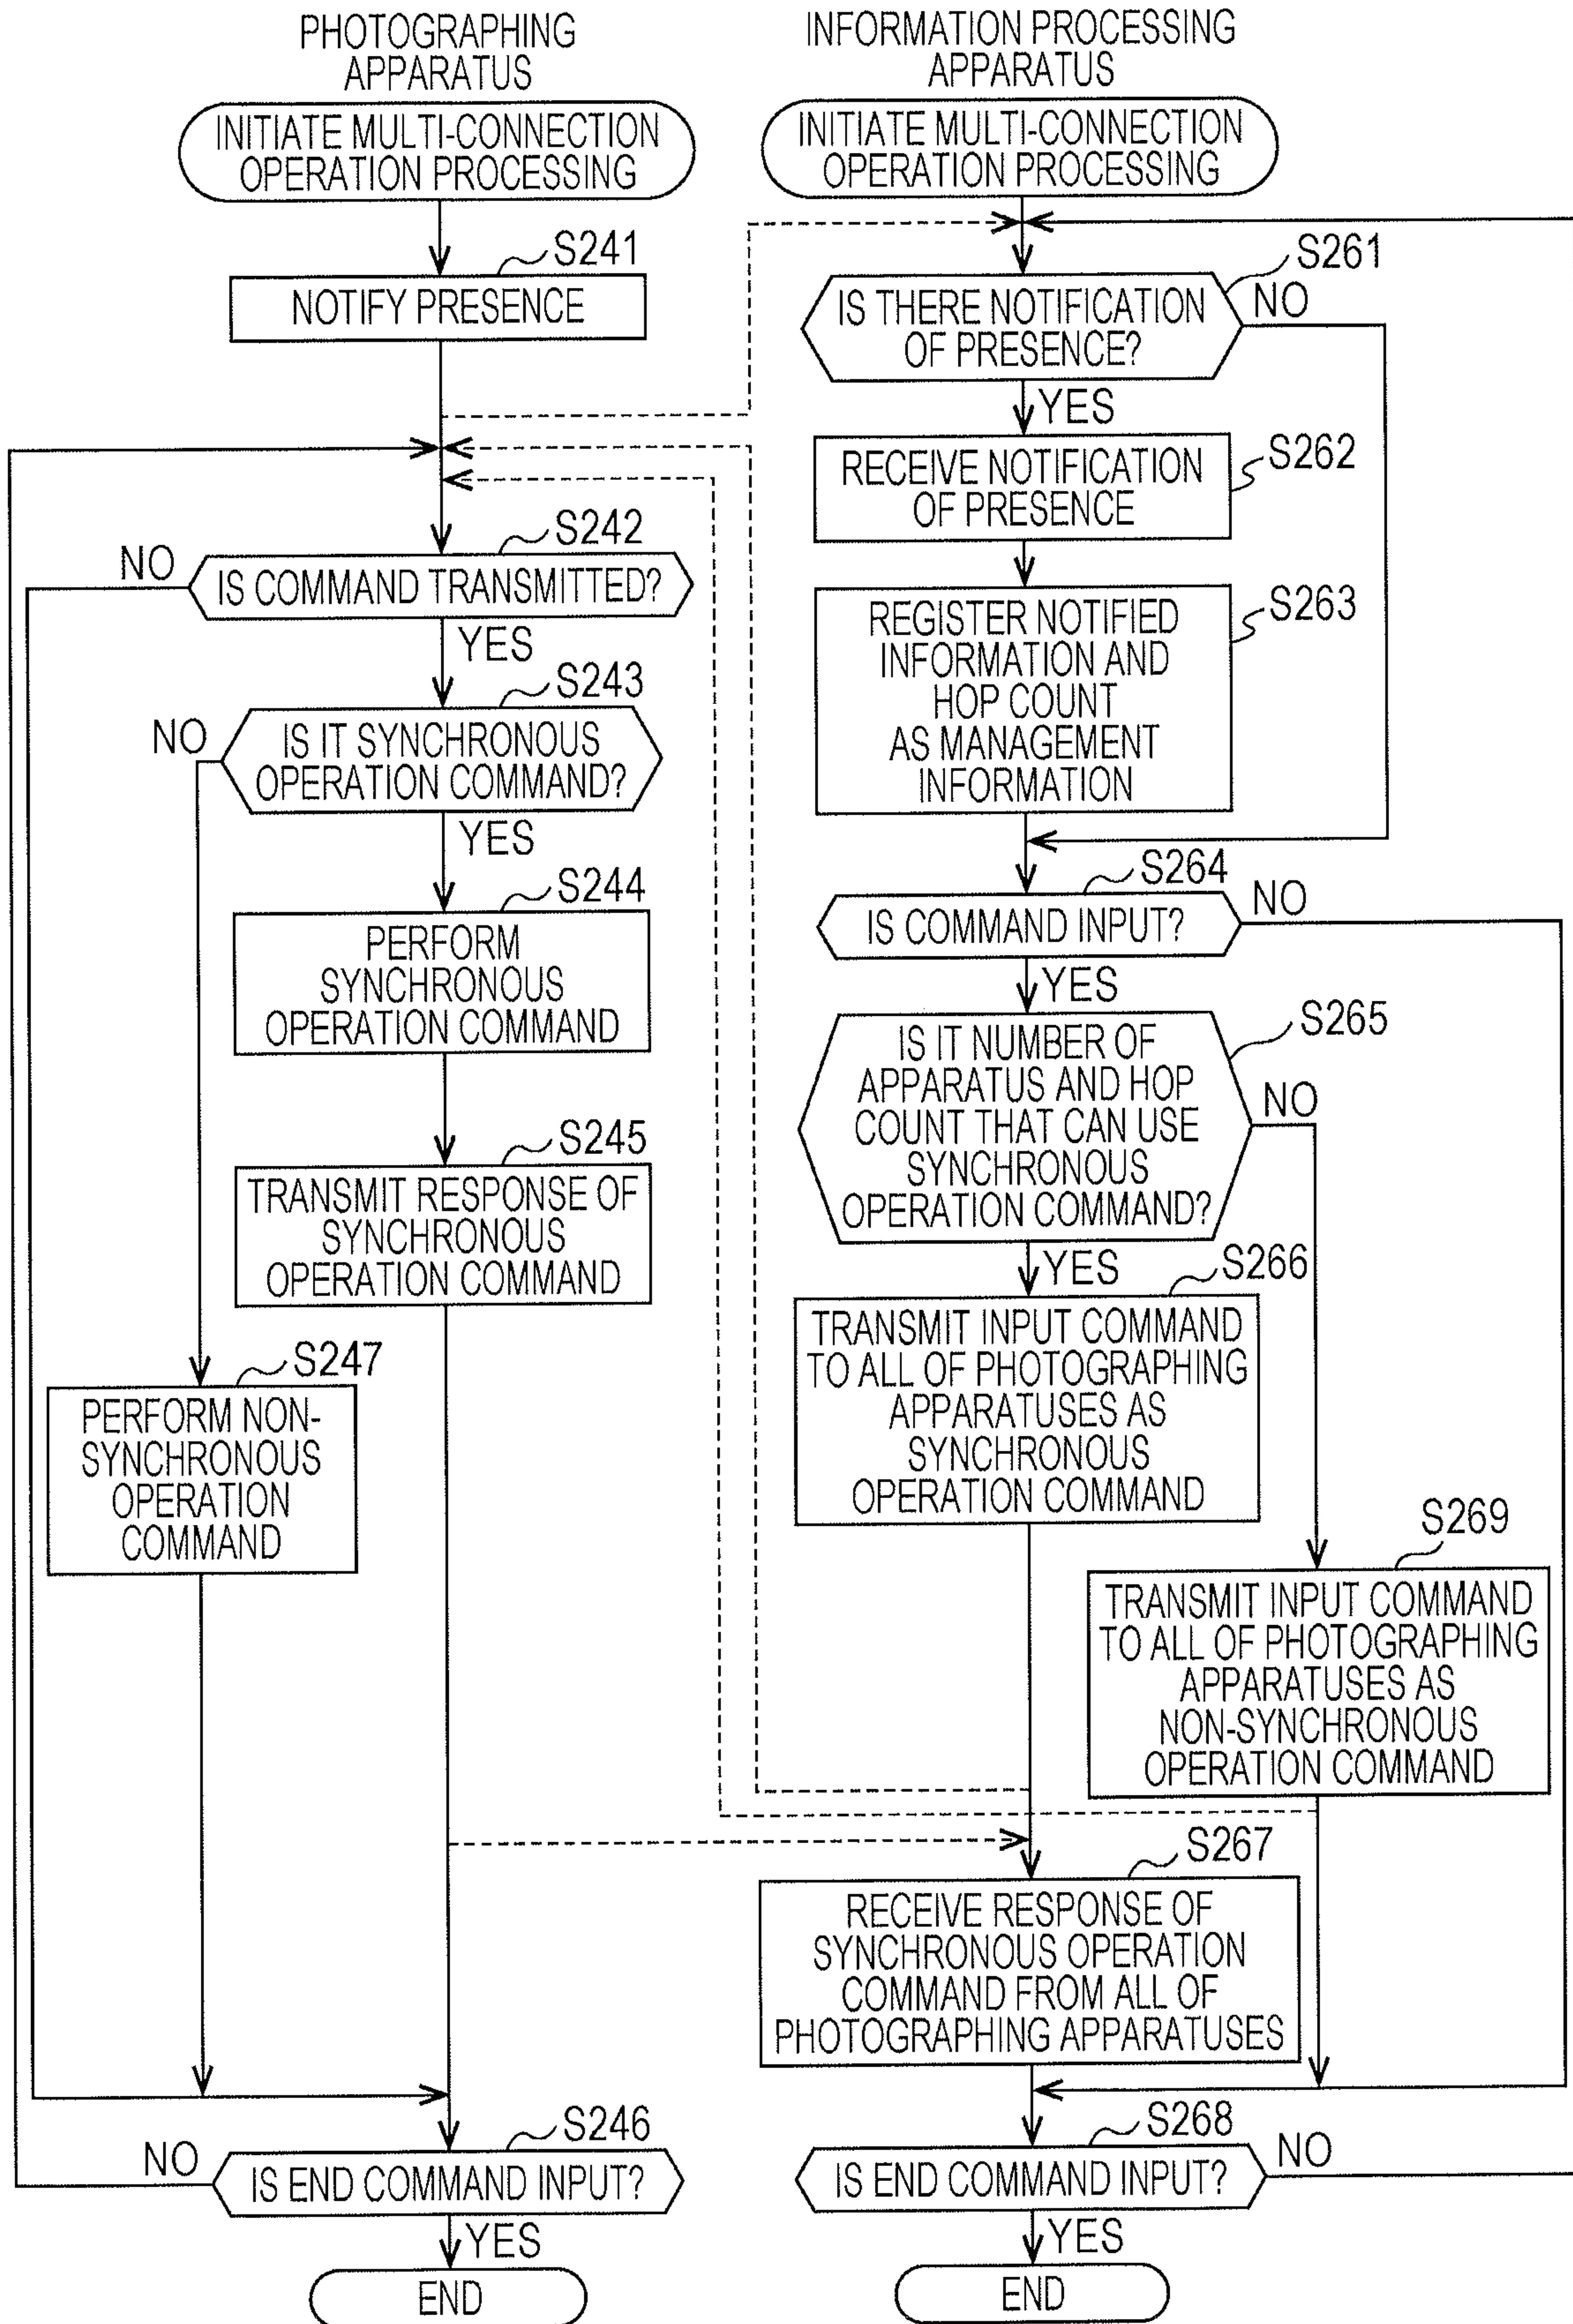 PHOTOGRAPHING
APPARATUS
INITIATE MULTI-CONNECTION
OPERATION PROCESSING
S241
NOTIFY PRESENCE
S242
NO
IS COMMAND TRANSMITTED?
YES
S243
NO
IS IT SYNCHRONOUS
OPERATION COMMAND?
YES
S244
PERFORM
SYNCHRONOUS
OPERATION COMMAND
S245
TRANSMIT RESPONSE OF
SYNCHRONOUS
OPERATION COMMAND
S247
PERFORM NON-
SYNCHRONOUS
OPERATION
COMMAND
S246
NO
IS END COMMAND INPUT?
YES
END
INFORMATION PROCESSING
APPARATUS
INITIATE MULTI-CONNECTION
OPERATION PROCESSING
S261
IS THERE NOTIFICATION
OF PRESENCE?
NO
YES
S262
RECEIVE NOTIFICATION
OF PRESENCE
S263
REGISTER NOTIFIED
INFORMATION AND
HOP COUNT
AS MANAGEMENT
INFORMATION
S264
IS COMMAND INPUT?
NO
YES
S265
IS IT NUMBER OF
APPARATUS AND HOP
COUNT THAT CAN USE
SYNCHRONOUS
OPERATION COMMAND?
NO
YES
S266
TRANSMIT INPUT COMMAND
TO ALL OF PHOTOGRAPHING
APPARATUSES AS
SYNCHRONOUS
OPERATION COMMAND
S269
TRANSMIT INPUT COMMAND
TO ALL OF PHOTOGRAPHING
APPARATUSES AS
NON-SYNCHRONOUS
OPERATION COMMAND
S267
RECEIVE RESPONSE OF
SYNCHRONOUS OPERATION
COMMAND FROM ALL OF
PHOTOGRAPHING APPARATUSES
S268
IS END COMMAND INPUT?
NO
YES
END